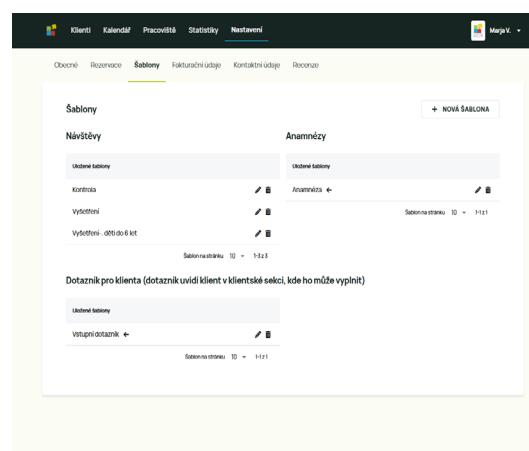 Klienti Kalendář Pracoviště Statistiky Nastavení Marja V.
Obecné Rezervace Šablony Fakturační údaje Kontaktní údaje Recenze
Šablony + NOVÁ ŠABLONA
Návštěvy Anamnézy
Uložené šablony Uložené šablony
Kontrola Anamnéza ←
Vyšetření Šablon na stránku 10 1-1 z 1
Vyšetření-. děti do 6 let
Šablon na stránku 10 1-3 z 3
Dotazník pro klienta (dotazník uvidí klient v klientské sekci, kde ho může vyplnit)
Uložené šablony
Vstupní dotazník ←
Šablon na stránku 10 1-1 z 1